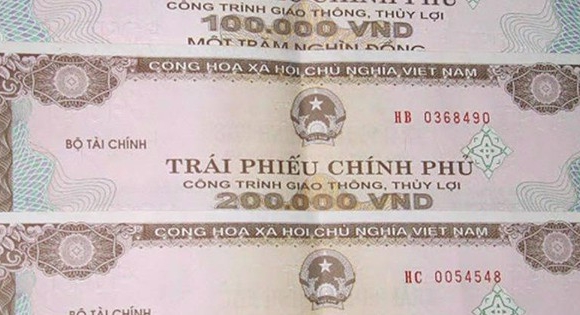 CÔNG TRÌNH GIAO THÔNG, THỦY LỢI
100.000 VND
MỘT TRĂM NGHÌN ĐỒNG
CỘNG HÒA XÃ HỘI CHỦ NGHĨA VIỆT NAM
HB 0368490
BỘ TÀI CHÍNH
TRÁI PHIẾU CHÍNH PHỦ
CÔNG TRÌNH GIAO THÔNG, THỦY LỢI
200.000 VND
CỘNG HÒA XÃ HỘI CHỦ NGHĨA VIỆT NAM
HC 0054548
BỘ TÀI CHÍNH